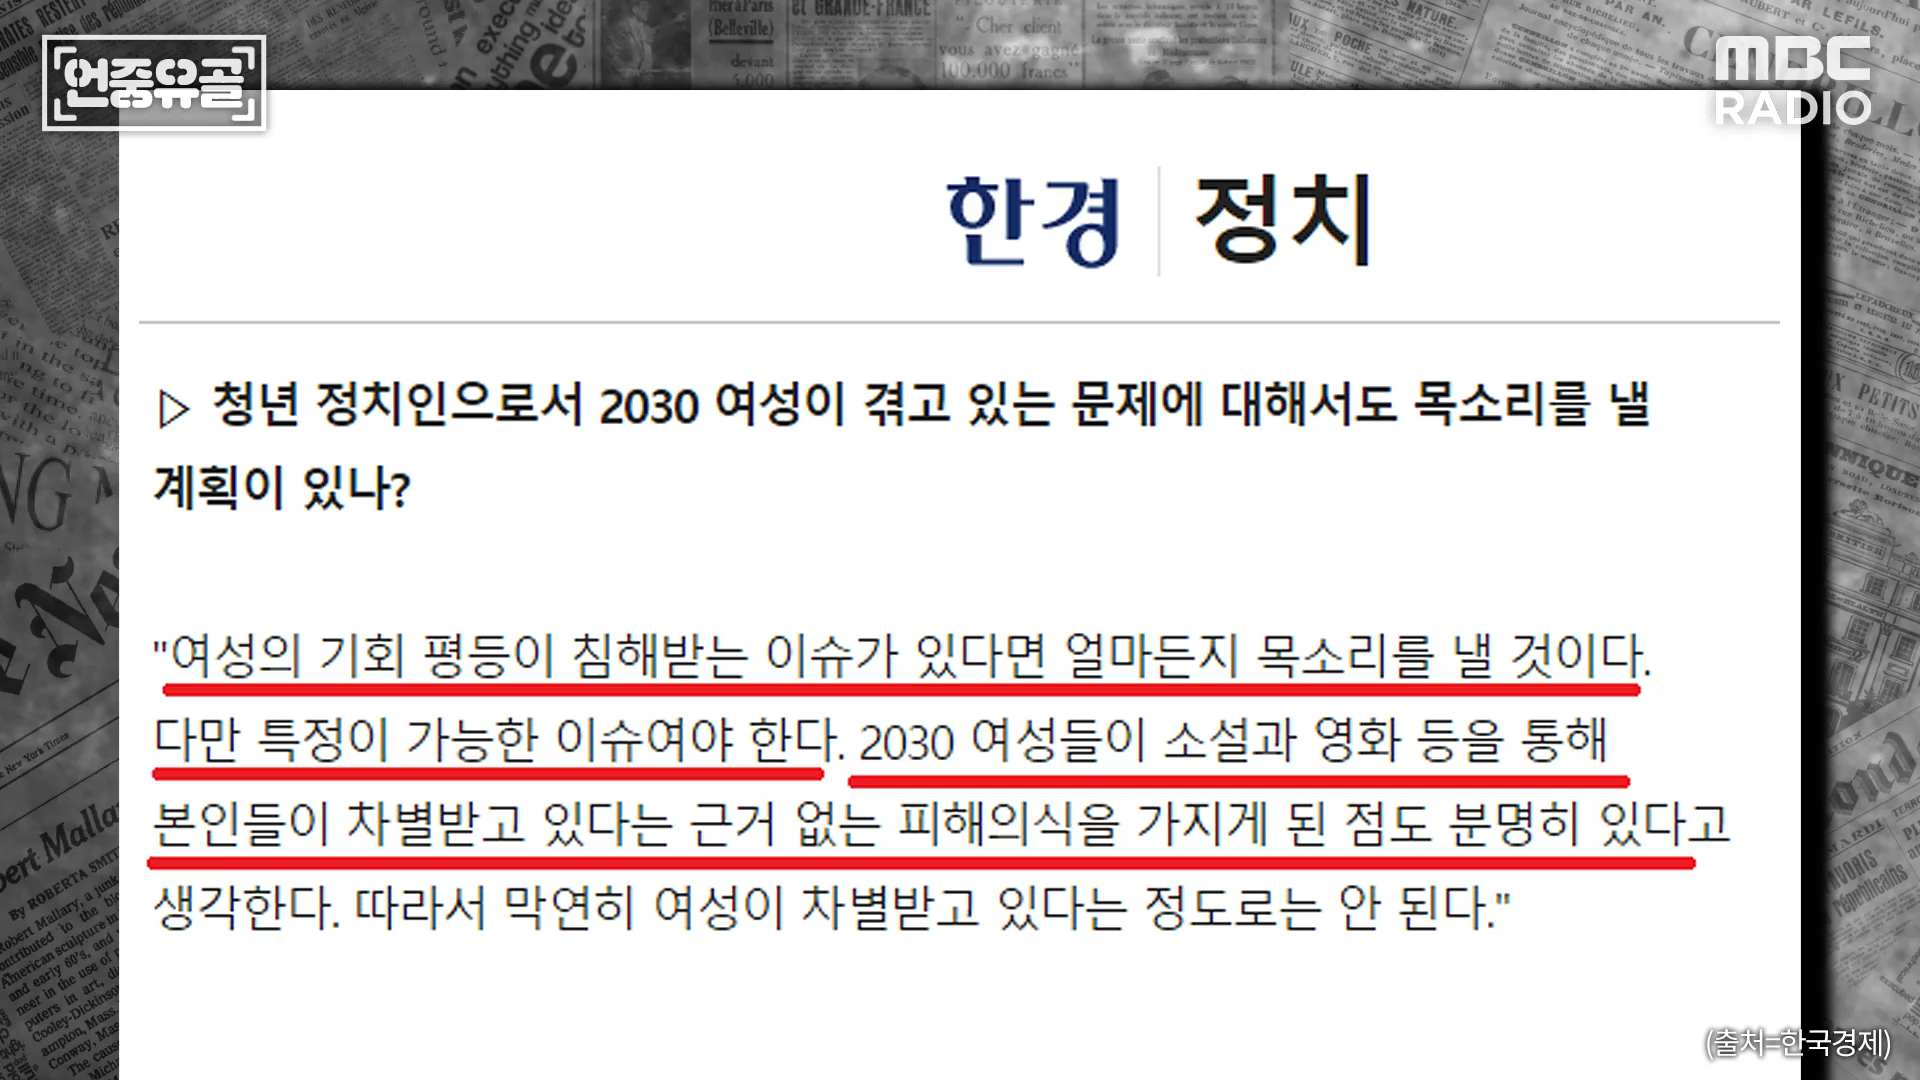 언중유골
MBC
RADIO
한경 정치
▷ 청년 정치인으로서 2030 여성이 겪고 있는 문제에 대해서도 목소리를 낼
계획이 있나?
"여성의 기회 평등이 침해받는 이슈가 있다면 얼마든지 목소리를 낼 것이다.
다만 특정이 가능한 이슈여야 한다. 2030 여성들이 소설과 영화 등을 통해
본인들이 차별받고 있다는 근거 없는 피해의식을 가지게 된 점도 분명히 있다고
생각한다. 따라서 막연히 여성이 차별받고 있다는 정도로는 안 된다."
(출처=한국경제)